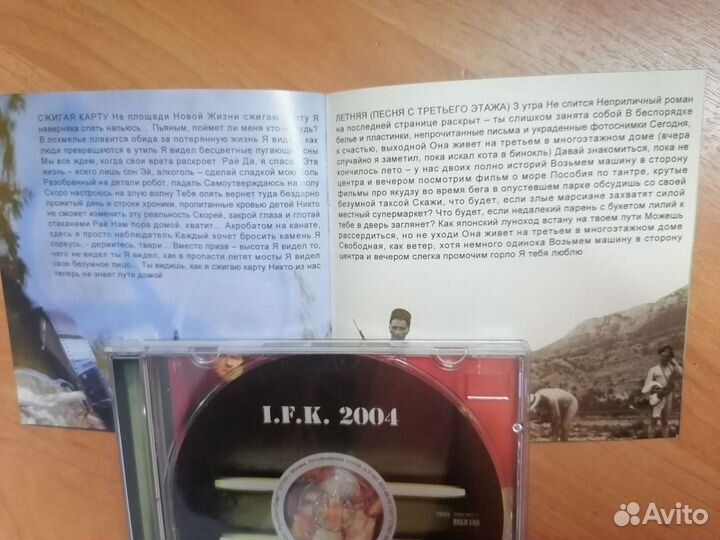 СЖИГАЯ КАРТУ На площади Новой Жизни сжигаю карту Я
наверняка опять напьюсь... Пьяным, поймет ли меня кто-нибудь?
В похмелье плавится обида за потерянную жизнь Я видел, как
люди превращаются в утиль Я видел бесцветные пугающие сны
Мы все ждем, когда свои врата раскроет Рай Да, я спасен Эта
жизнь – всего лишь сон Эй, алкоголь – сделай сладкой мою боль
Разобранный на детали робот, падаль Самоутверждаюсь на полу
Скоро настроюсь на алую волну Тебя опять вернет туда бездарно
прожитый день и строки хроники, пропитанные кровью детей Никто
не сможет изменить эту реальность Скорей, закрой глаза и глотай
стаканами Рай Нам пора домой, хватит... Акробатом на канате,
здесь я просто наблюдатель Каждый хочет бросить камень Я
сорвусь, - держитесь, твари... Вместо приза – высота Я видел то,
чего не видел ты Я видел, как в пропасти летят мосты Я видел
свое безумное лицо... Ты видишь, как я сжигаю карту Никто из нас
теперь не знает пути домой
ЛЕТНЯЯ (ПЕСНЯ С ТРЕТЬЕГО ЭТАЖА) 3 утра Не спится Неприличный роман
на последней странице раскрыт – ты слишком занята собой В беспорядке
белье и пластинки, непрочитанные письма и украденные фотоснимки Сегодня,
к счастью, выходной Она живет на третьем в многоэтажном доме (вчера
случайно я заметил, пока искал кота в бинокль) Давай знакомиться, пока не
кончилось лето – у нас двоих полно историй Возьмем машину в сторону
центра и вечером посмотрим фильм о море Пособия по тантре, крутые
фильмы про якудзу во время бега в опустевшем парке обсудишь со своей
безумной таксой Скажи, что будет, если злые марсиане захватят силой
местный супермаркет? Что будет, если недалекий парень с букетом лилий к
тебе в дверь заглянет? Как японский луноход встану на твоем пути Можешь
рассердиться, но не уходи Она живет на третьем в многоэтажном доме
Свободная, как ветер, хотя немного одинока Возьмем машину в сторону
центра и вечером слегка промочим горло Я тебя люблю
I.F.K. 2004
Avito